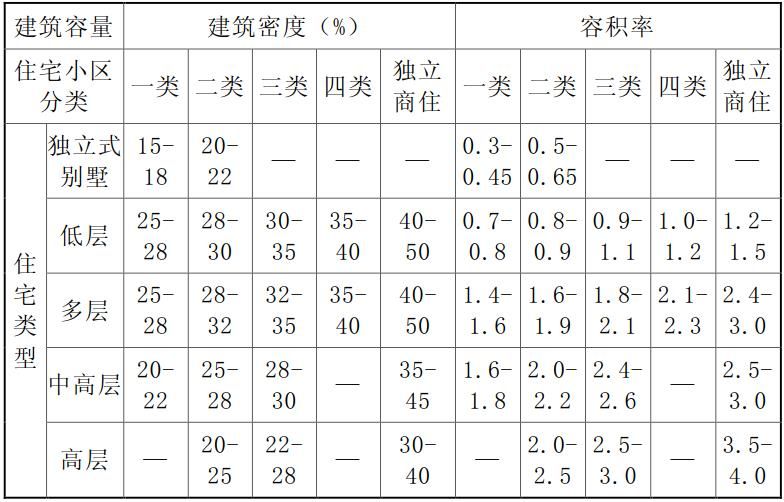 建筑容量 建筑密度（%） 容积率
住宅小区分类 一类 二类 三类 四类 独立商住 一类 二类 三类 四类 独立商住
住宅类型 独立式别墅 15-18 20-22 — — — 0.3-0.45 0.5-0.65 — — —
低层 25-28 28-30 30-35 35-40 40-50 0.7-0.8 0.8-0.9 0.9-1.1 1.0-1.2 1.2-1.5
多层 25-28 28-32 32-35 35-40 40-50 1.4-1.6 1.6-1.9 1.8-2.1 2.1-2.3 2.4-3.0
中高层 20-22 25-28 28-30 — 35-45 1.6-1.8 2.0-2.2 2.4-2.6 — 2.5-3.0
高层 — 20-25 22-28 — 30-40 — 2.0-2.5 2.5-3.0 — 3.5-4.0